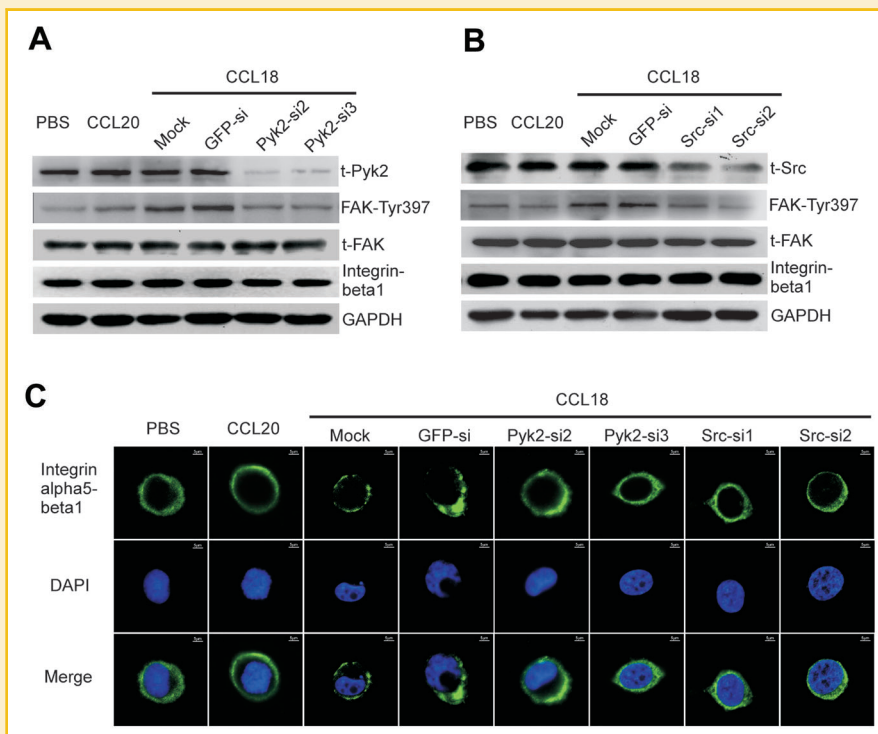 A
CCL18
PBS CCL20 Mock GFP-si Pyk2-si2 Pyk2-si3
t-Pyk2
FAK-Tyr397
t-FAK
Integrin-
beta1
GAPDH
B
CCL18
PBS CCL20 Mock GFP-si Src-si1 Src-si2
t-Src
FAK-Tyr397
t-FAK
Integrin-
beta1
GAPDH
C
CCL18
PBS CCL20 Mock GFP-si Pyk2-si2 Pyk2-si3 Src-si1 Src-si2
Integrin
alpha5-
beta1
DAPI
Merge